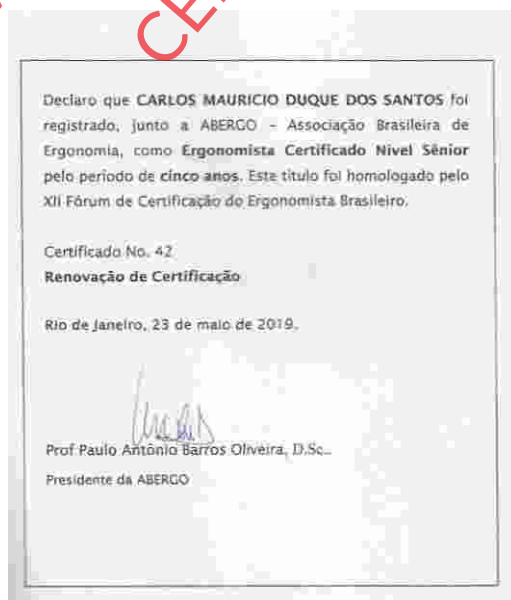 CE
Declaro que CARLOS MAURICIO DUQUE DOS SANTOS foi
registrado, junto a ABERGO – Associação Brasileira de
Ergonomia, como Ergonomista Certificado Nível Sênior
pelo período de cinco anos. Este título foi homologado pelo
XII Fórum de Certificação do Ergonomista Brasileiro.
Certificado No. 42
Renovação de Certificação
Rio de Janeiro, 23 de maio de 2019.
Prof Paulo Antônio Barros Oliveira, D.Sc..
Presidente da ABERGO